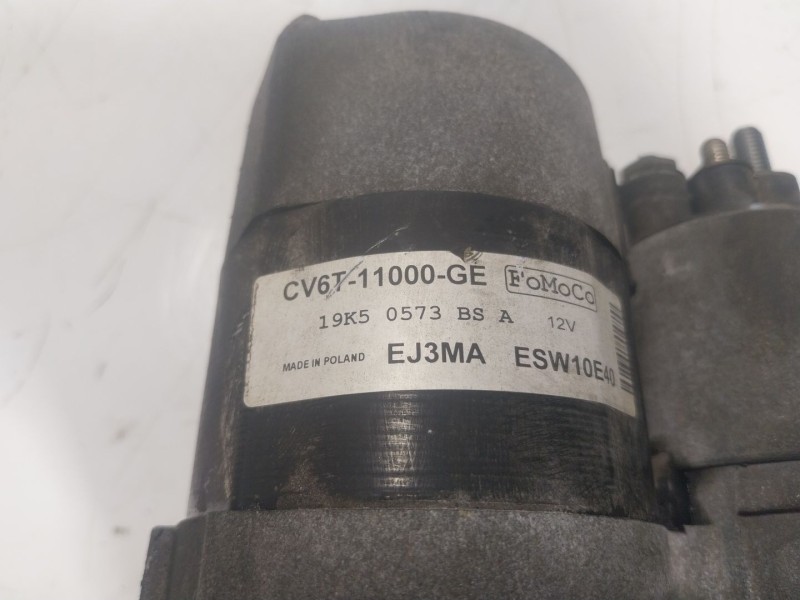 CV6T-11000-GE FoMoCo
19K5 0573 BS A 12V
MADE IN POLAND EJ3MA ESW10E40